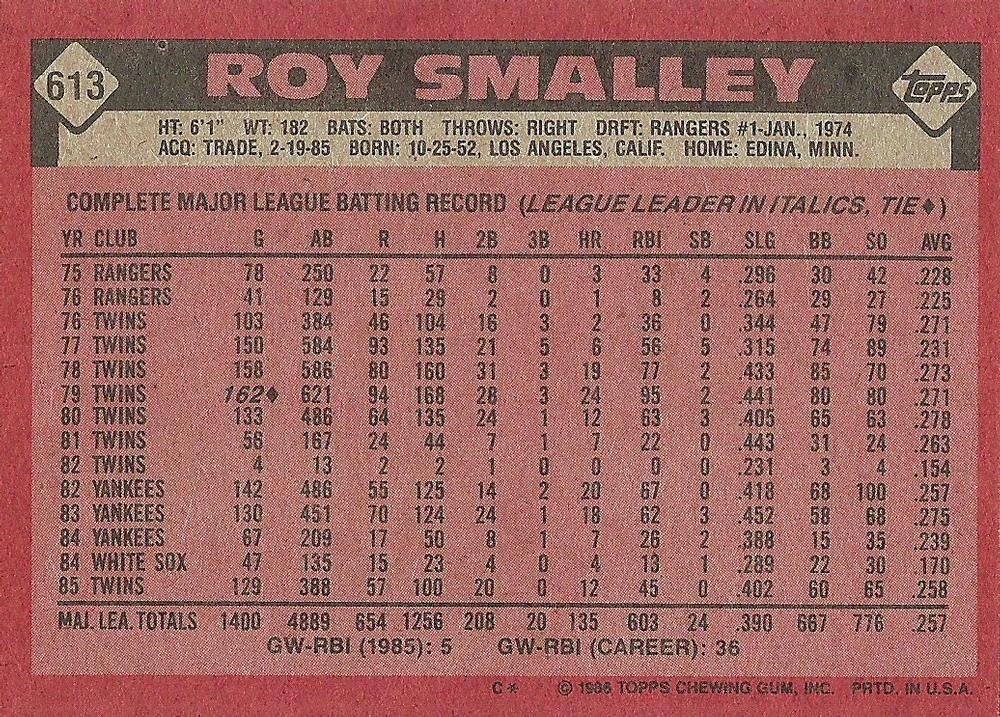 613 ROY SMALLEY Topps
HT: 6'1" WT: 182 BATS: BOTH THROWS: RIGHT DRFT: RANGERS #1-JAN., 1974
ACQ: TRADE, 2-19-85 BORN: 10-25-52, LOS ANGELES, CALIF. HOME: EDINA, MINN.
COMPLETE MAJOR LEAGUE BATTING RECORD (LEAGUE LEADER IN ITALICS, TIE♦)
YR CLUB G AB R H 2B 3B HR RBI SB SLG BB SO AVG
75 RANGERS 78 250 22 57 8 0 3 33 4 .296 30 42 .228
76 RANGERS 41 129 15 29 2 0 1 8 2 .264 29 27 .225
76 TWINS 103 384 46 104 16 3 2 36 0 .344 47 79 .271
77 TWINS 150 584 93 135 21 5 6 56 5 .315 74 89 .231
78 TWINS 158 586 80 160 31 3 19 77 2 .433 85 70 .273
79 TWINS 162♦ 621 94 168 28 3 24 95 2 .441 80 80 .271
80 TWINS 133 486 64 135 24 1 12 63 3 .405 65 63 .278
81 TWINS 56 167 24 44 7 1 7 22 0 .443 31 24 .263
82 TWINS 4 13 2 2 1 0 0 0 0 .231 3 4 .154
82 YANKEES 142 486 55 125 14 2 20 67 0 .418 68 100 .257
83 YANKEES 130 451 70 124 24 1 18 62 3 .452 58 68 .275
84 YANKEES 67 209 17 50 8 1 7 26 2 .388 15 35 .239
84 WHITE SOX 47 135 15 23 4 0 4 13 1 .289 22 30 .170
85 TWINS 129 388 57 100 20 0 12 45 0 .402 60 65 .258
MAJ. LEA. TOTALS 1400 4889 654 1256 208 20 135 603 24 .390 667 776 .257
GW-RBI (1985): 5 GW-RBI (CAREER): 36
C* © 1986 TOPPS CHEWING GUM, INC. PRTD. IN U.S.A.